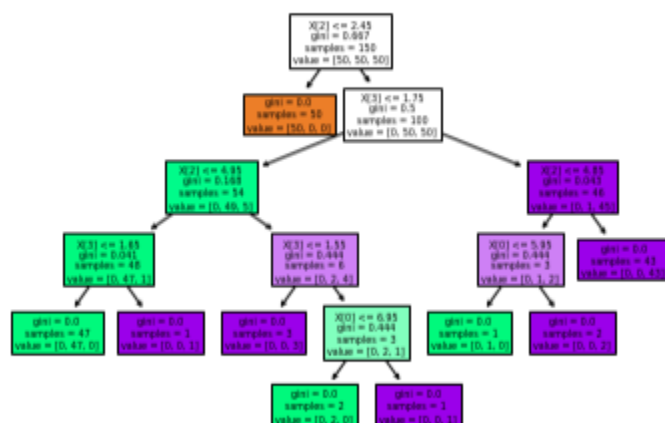 X[2] <= 2.45
gini = 0.667
samples = 150
value = [50, 50, 50]
gini = 0.0
samples = 50
value = [50, 0, 0]
X[3] <= 1.75
gini = 0.5
samples = 100
value = [0, 50, 50]
X[2] <= 4.95
gini = 0.168
samples = 54
value = [0, 49, 5]
X[2] <= 4.85
gini = 0.043
samples = 46
value = [0, 1, 45]
X[3] <= 1.65
gini = 0.041
samples = 48
value = [0, 47, 1]
X[3] <= 1.55
gini = 0.444
samples = 6
value = [0, 2, 4]
X[0] <= 5.95
gini = 0.444
samples = 3
value = [0, 1, 2]
gini = 0.0
samples = 43
value = [0, 0, 43]
gini = 0.0
samples = 47
value = [0, 47, 0]
gini = 0.0
samples = 1
value = [0, 0, 1]
gini = 0.0
samples = 3
value = [0, 0, 3]
X[0] <= 6.95
gini = 0.444
samples = 3
value = [0, 2, 1]
gini = 0.0
samples = 1
value = [0, 1, 0]
gini = 0.0
samples = 2
value = [0, 0, 2]
gini = 0.0
samples = 2
value = [0, 2, 0]
gini = 0.0
samples = 1
value = [0, 0, 1]